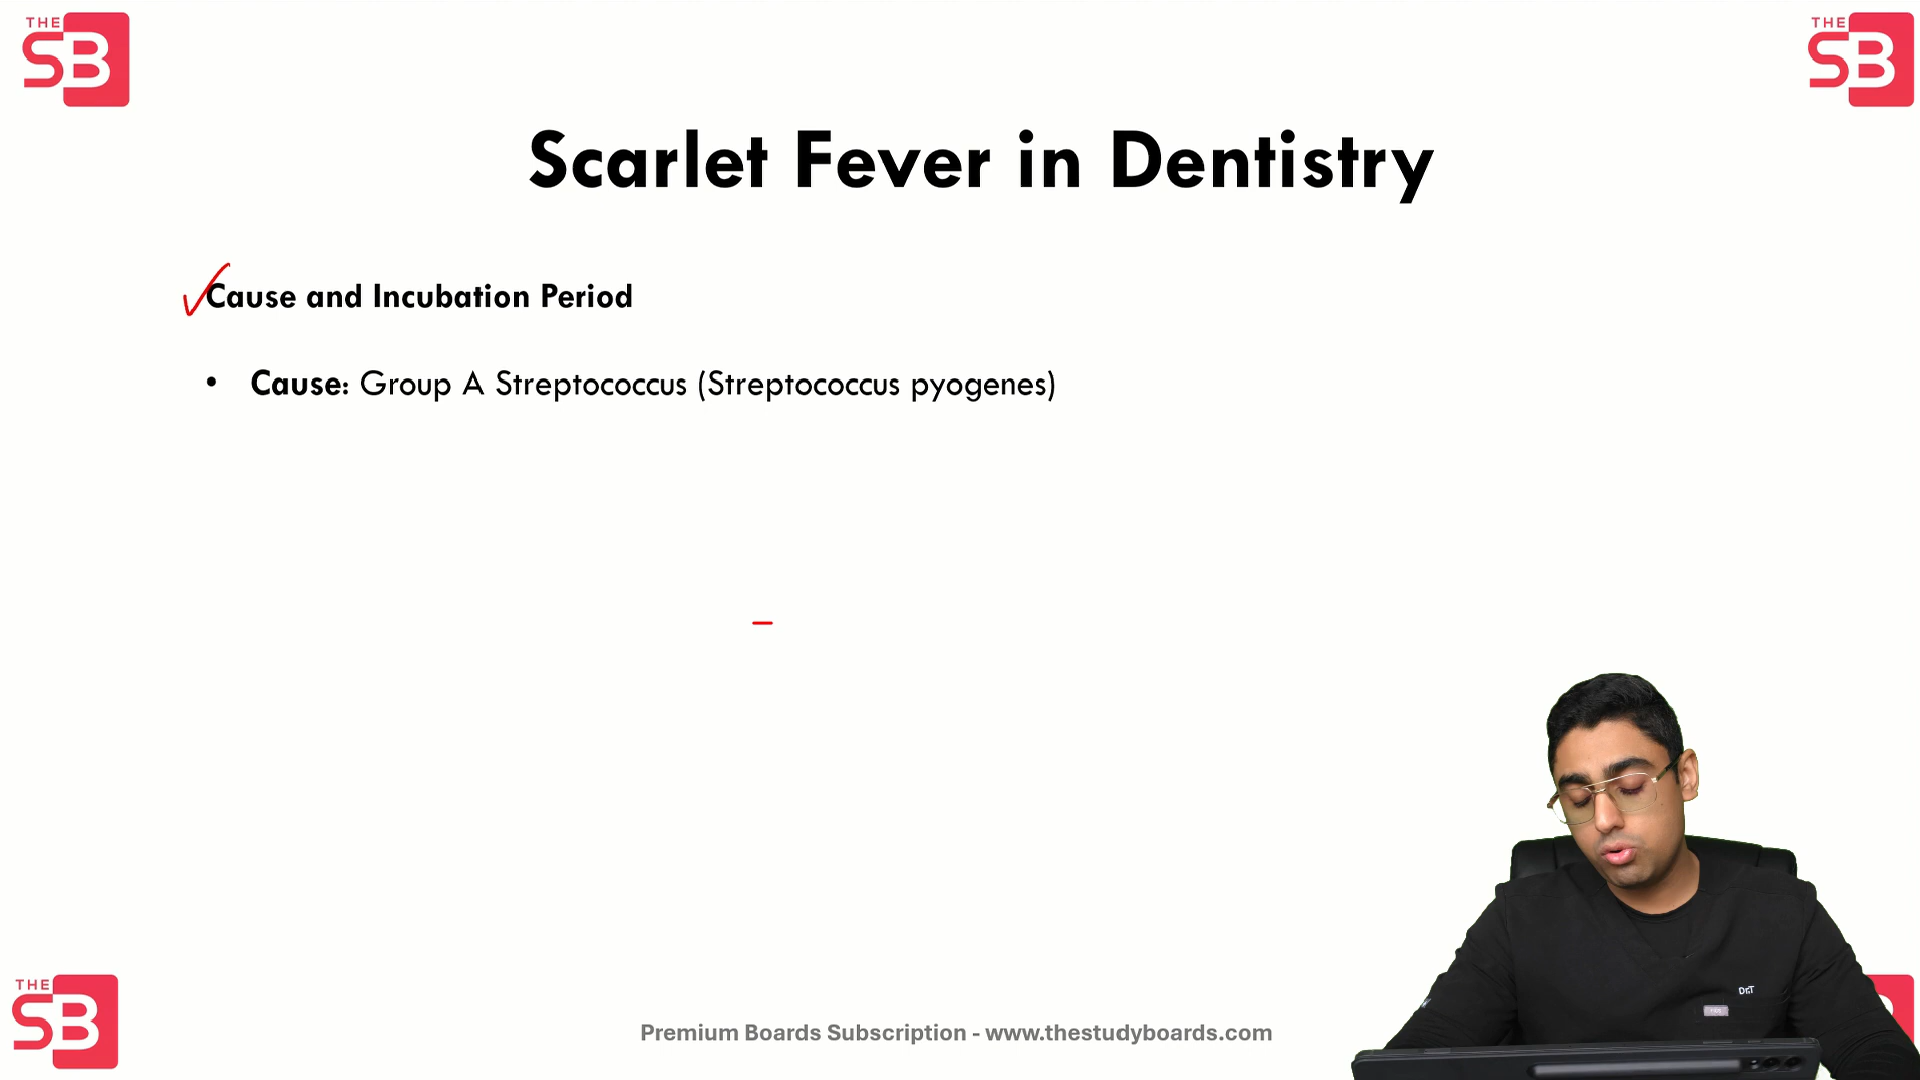 THE
SB
THE
SB
Scarlet Fever in Dentistry
Cause and Incubation Period
• Cause: Group A Streptococcus (Streptococcus pyogenes)
Dr.T
THE
SB
Premium Boards Subscription - www.thestudyboards.com